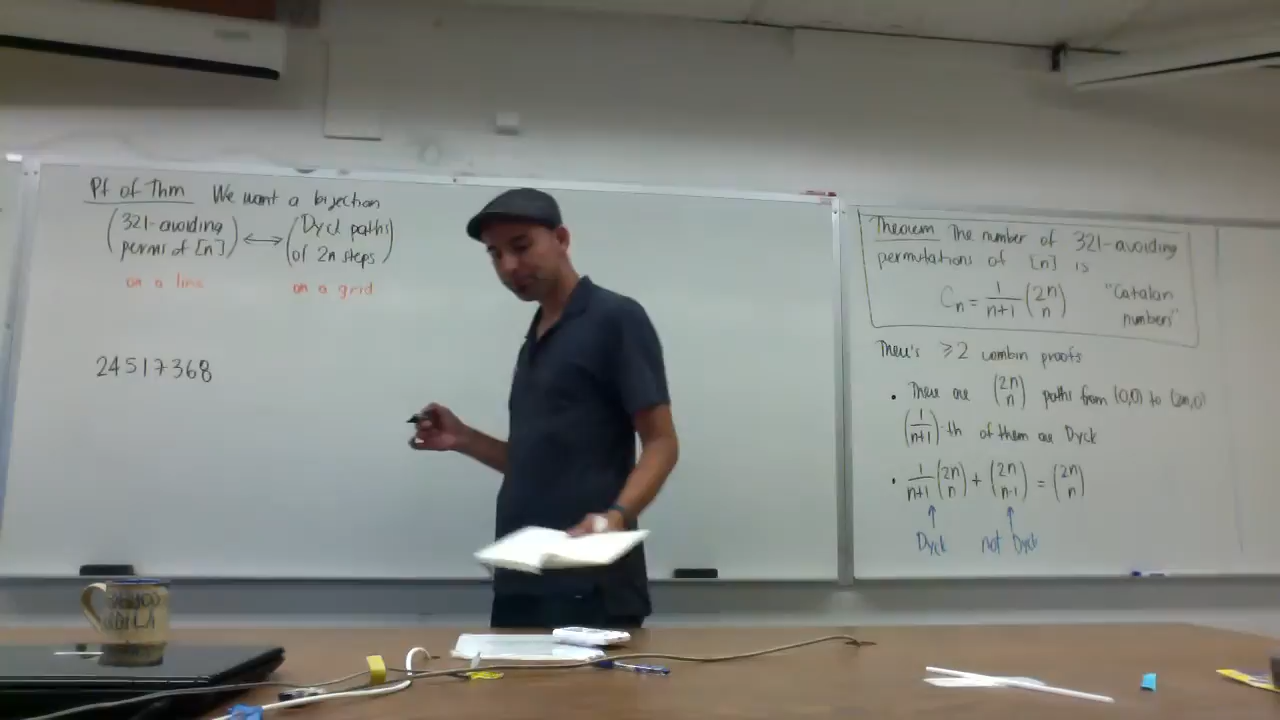 Pf of Thm We want a bijection
(321-avoiding perms of [n]) ⟷ (Dyck paths of 2n steps)
on a line on a grid
24517368
Theorem The number of 321-avoiding
permutations of [n] is
Cn = 1/(n+1) (2n n) "Catalan numbers"
There's ⩾2 combin proofs
• There are (2n n) paths from (0,0) to (2n,0)
(1/(n+1))-th of them are Dyck
• 1/(n+1) (2n n) + (2n n-1) = (2n n)
↑ ↑
Dyck not Dyck